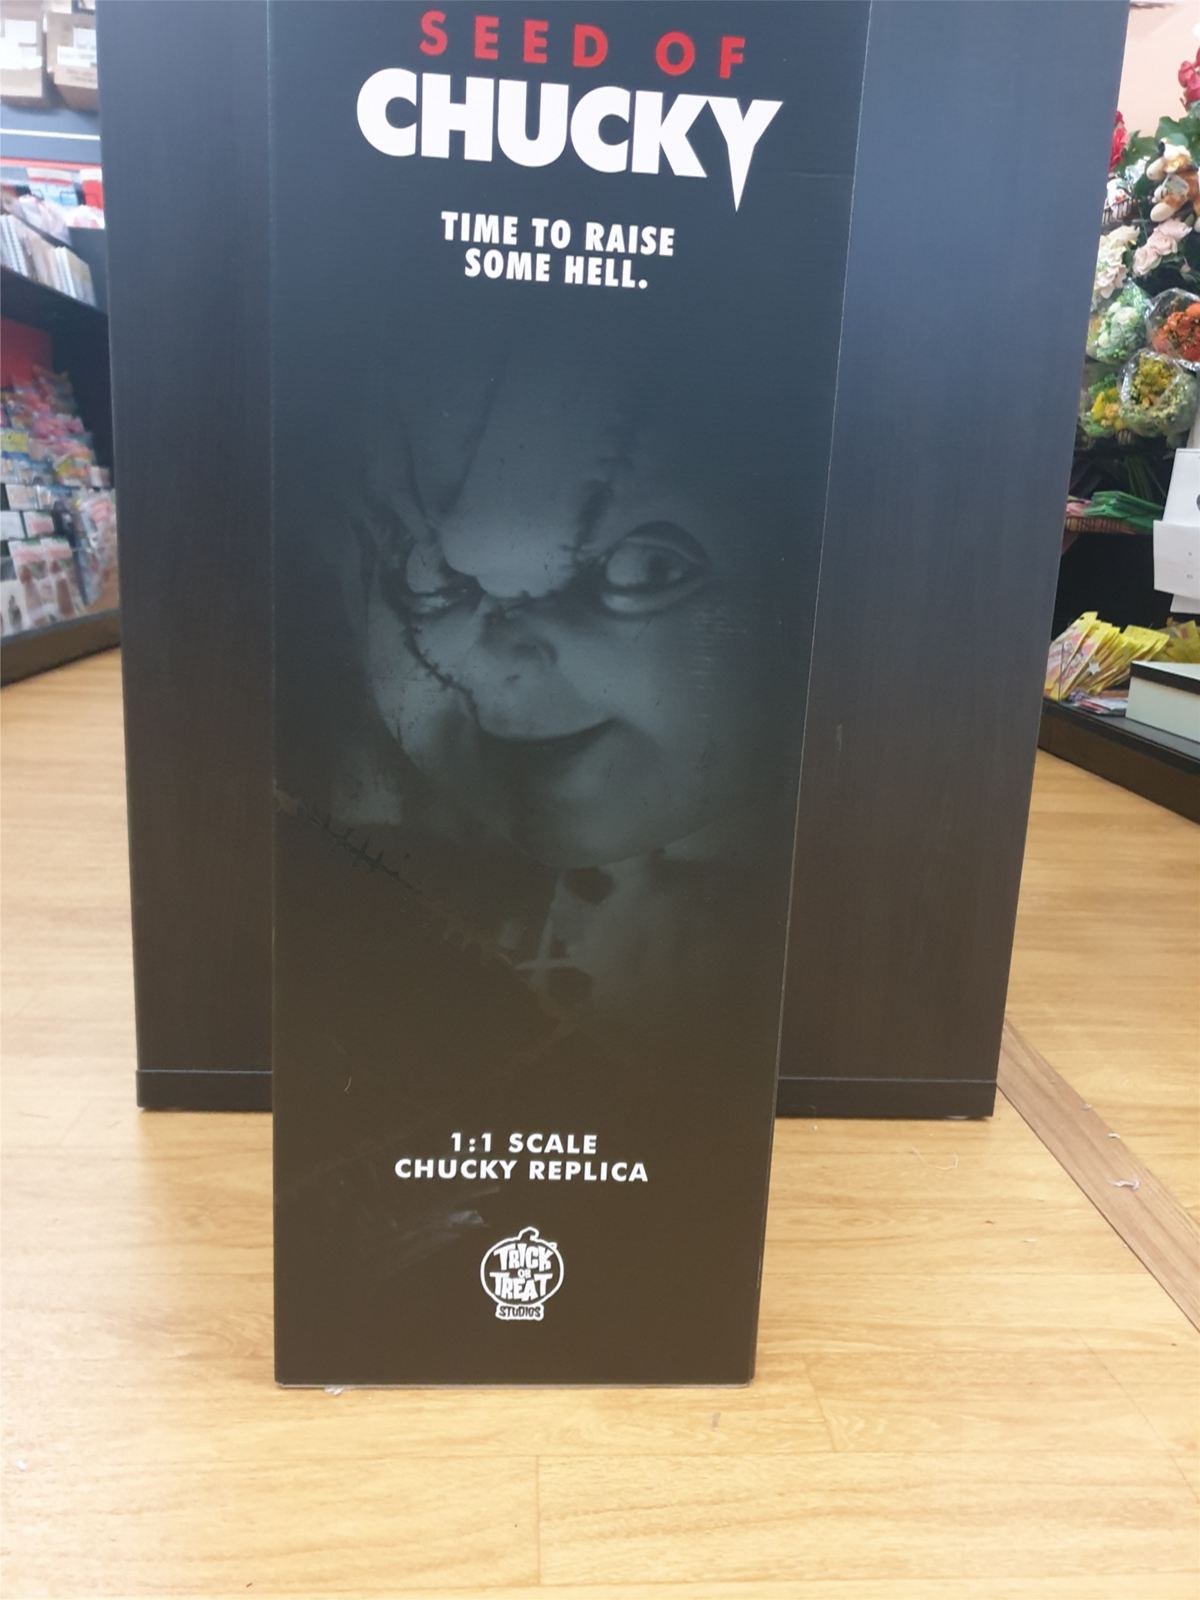 SEED OF
CHUCKY
TIME TO RAISE
SOME HELL.
1:1 SCALE
CHUCKY REPLICA
TRICK
OR
TREAT
STUDIOS